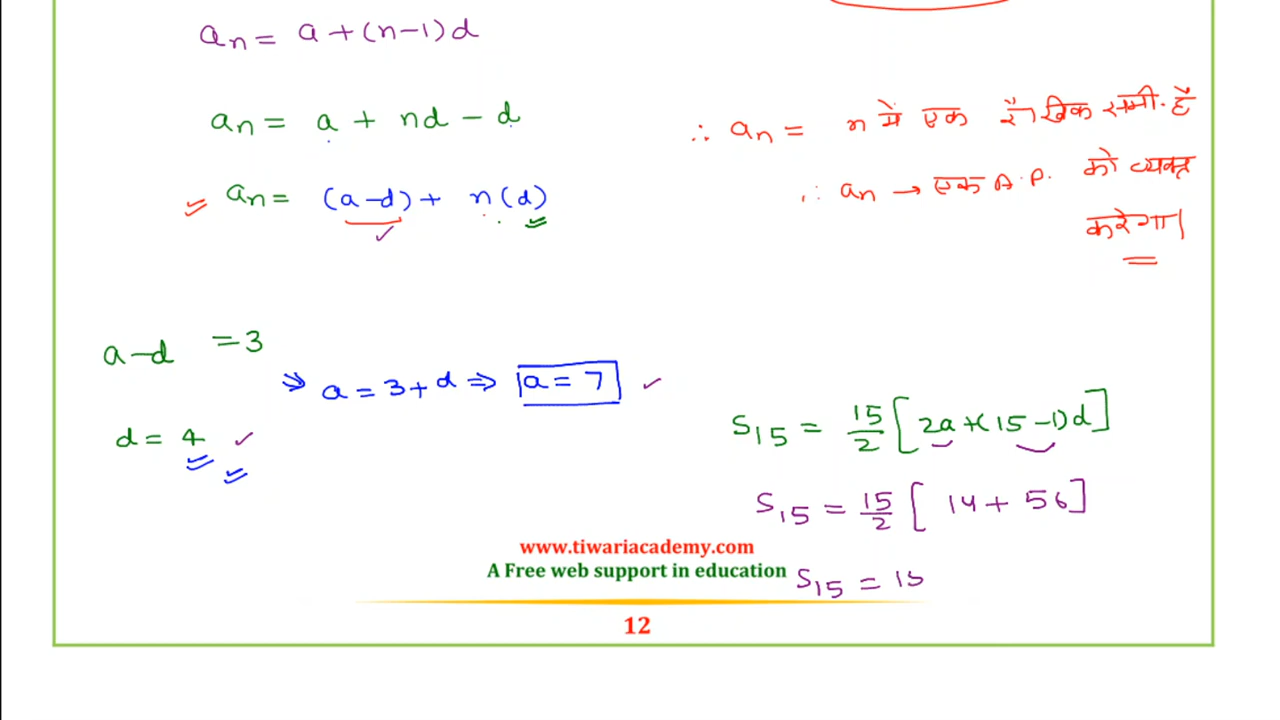 an = a + (n-1)d
an = a + nd - d
an = (a-d) + n(d)
∴ an = n में एक रैखिक समी. है
∴ an → एक A.P. को व्यक्त
करेगा।
a-d = 3
⇒ a = 3+d ⇒ a = 7
d = 4
S15 = 15/2 [2a+(15-1)d]
S15 = 15/2 [14+56]
S15 = 15
www.tiwariacademy.com
A Free web support in education
12